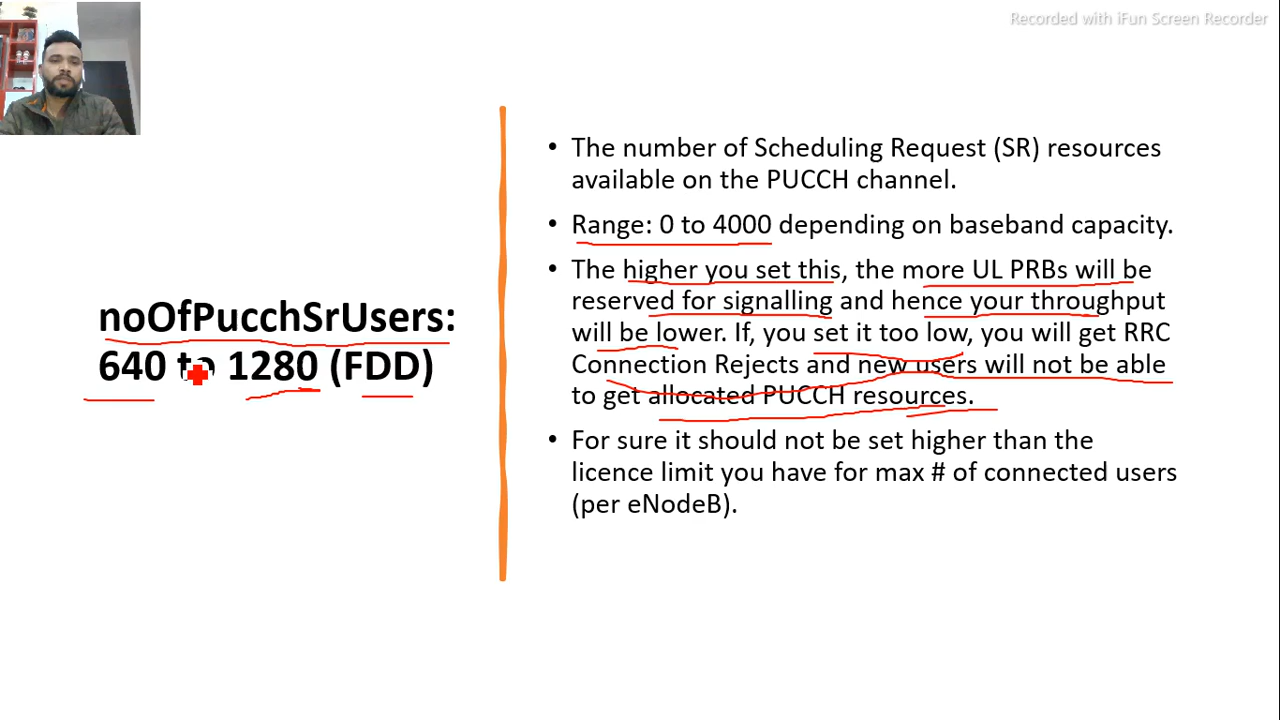 Recorded with iFun Screen Recorder
noOfPucchSrUsers:
640 to 1280 (FDD)
• The number of Scheduling Request (SR) resources
available on the PUCCH channel.
• Range: 0 to 4000 depending on baseband capacity.
• The higher you set this, the more UL PRBs will be
reserved for signalling and hence your throughput
will be lower. If, you set it too low, you will get RRC
Connection Rejects and new users will not be able
to get allocated PUCCH resources.
• For sure it should not be set higher than the
licence limit you have for max # of connected users
(per eNodeB).